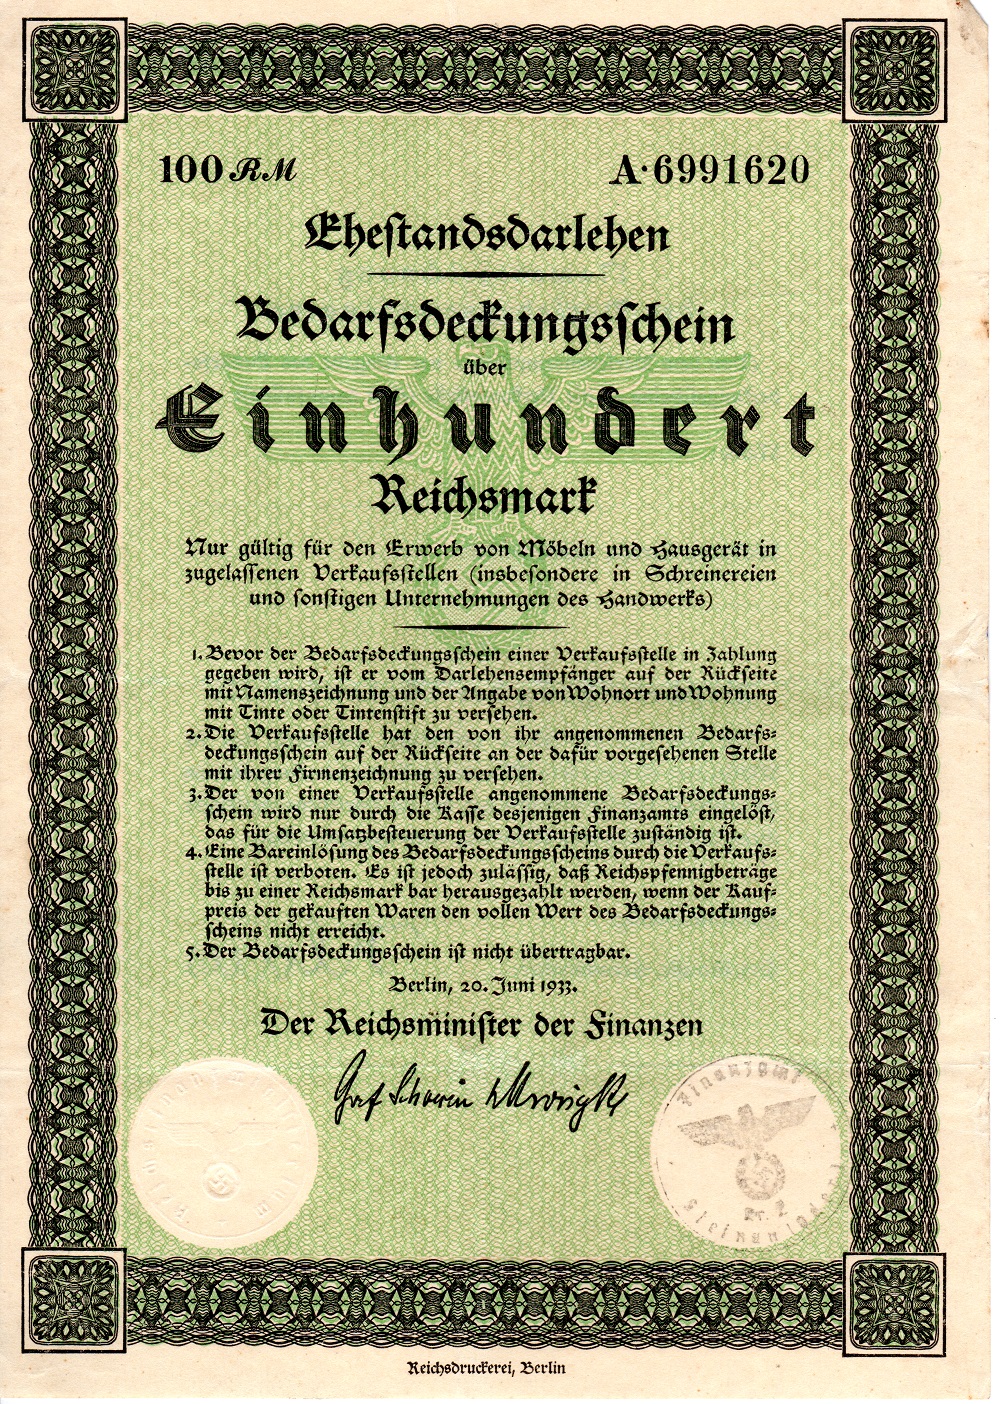 100 RM A·6991620
Ehestandsdarlehen
Bedarfsdeckungsschein
über
Einhundert
Reichsmark
Nur gültig für den Erwerb von Möbeln und Hausgerät in
zugelassenen Verkaufsstellen (insbesondere in Schreinereien
und sonstigen Unternehmungen des Handwerks)
1. Bevor der Bedarfsdeckungsschein einer Verkaufsstelle in Zahlung
gegeben wird, ist er vom Darlehensempfänger auf der Rückseite
mit Namenszeichnung und der Angabe von Wohnort und Wohnung
mit Tinte oder Tintenstift zu versehen.
2. Die Verkaufsstelle hat den von ihr angenommenen Bedarfs-
deckungsschein auf der Rückseite an der dafür vorgesehenen Stelle
mit ihrer Firmenzeichnung zu versehen.
3. Der von einer Verkaufsstelle angenommene Bedarfsdeckungs-
schein wird nur durch die Kasse desjenigen Finanzamts eingelöst,
das für die Umsatzbesteuerung der Verkaufsstelle zuständig ist.
4. Eine Bareinlösung des Bedarfsdeckungsscheins durch die Verkaufs-
stelle ist verboten. Es ist jedoch zulässig, daß Reichspfennigbeträge
bis zu einer Reichsmark bar herausgezahlt werden, wenn der Kauf-
preis der gekauften Waren den vollen Wert des Bedarfsdeckungs-
scheins nicht erreicht.
5. Der Bedarfsdeckungsschein ist nicht übertragbar.
Berlin, 20. Juni 1933.
Der Reichsminister der Finanzen
Graf Schwerin v Krosigk
Finanzamt
Nr. 2
Reichsdruckerei, Berlin